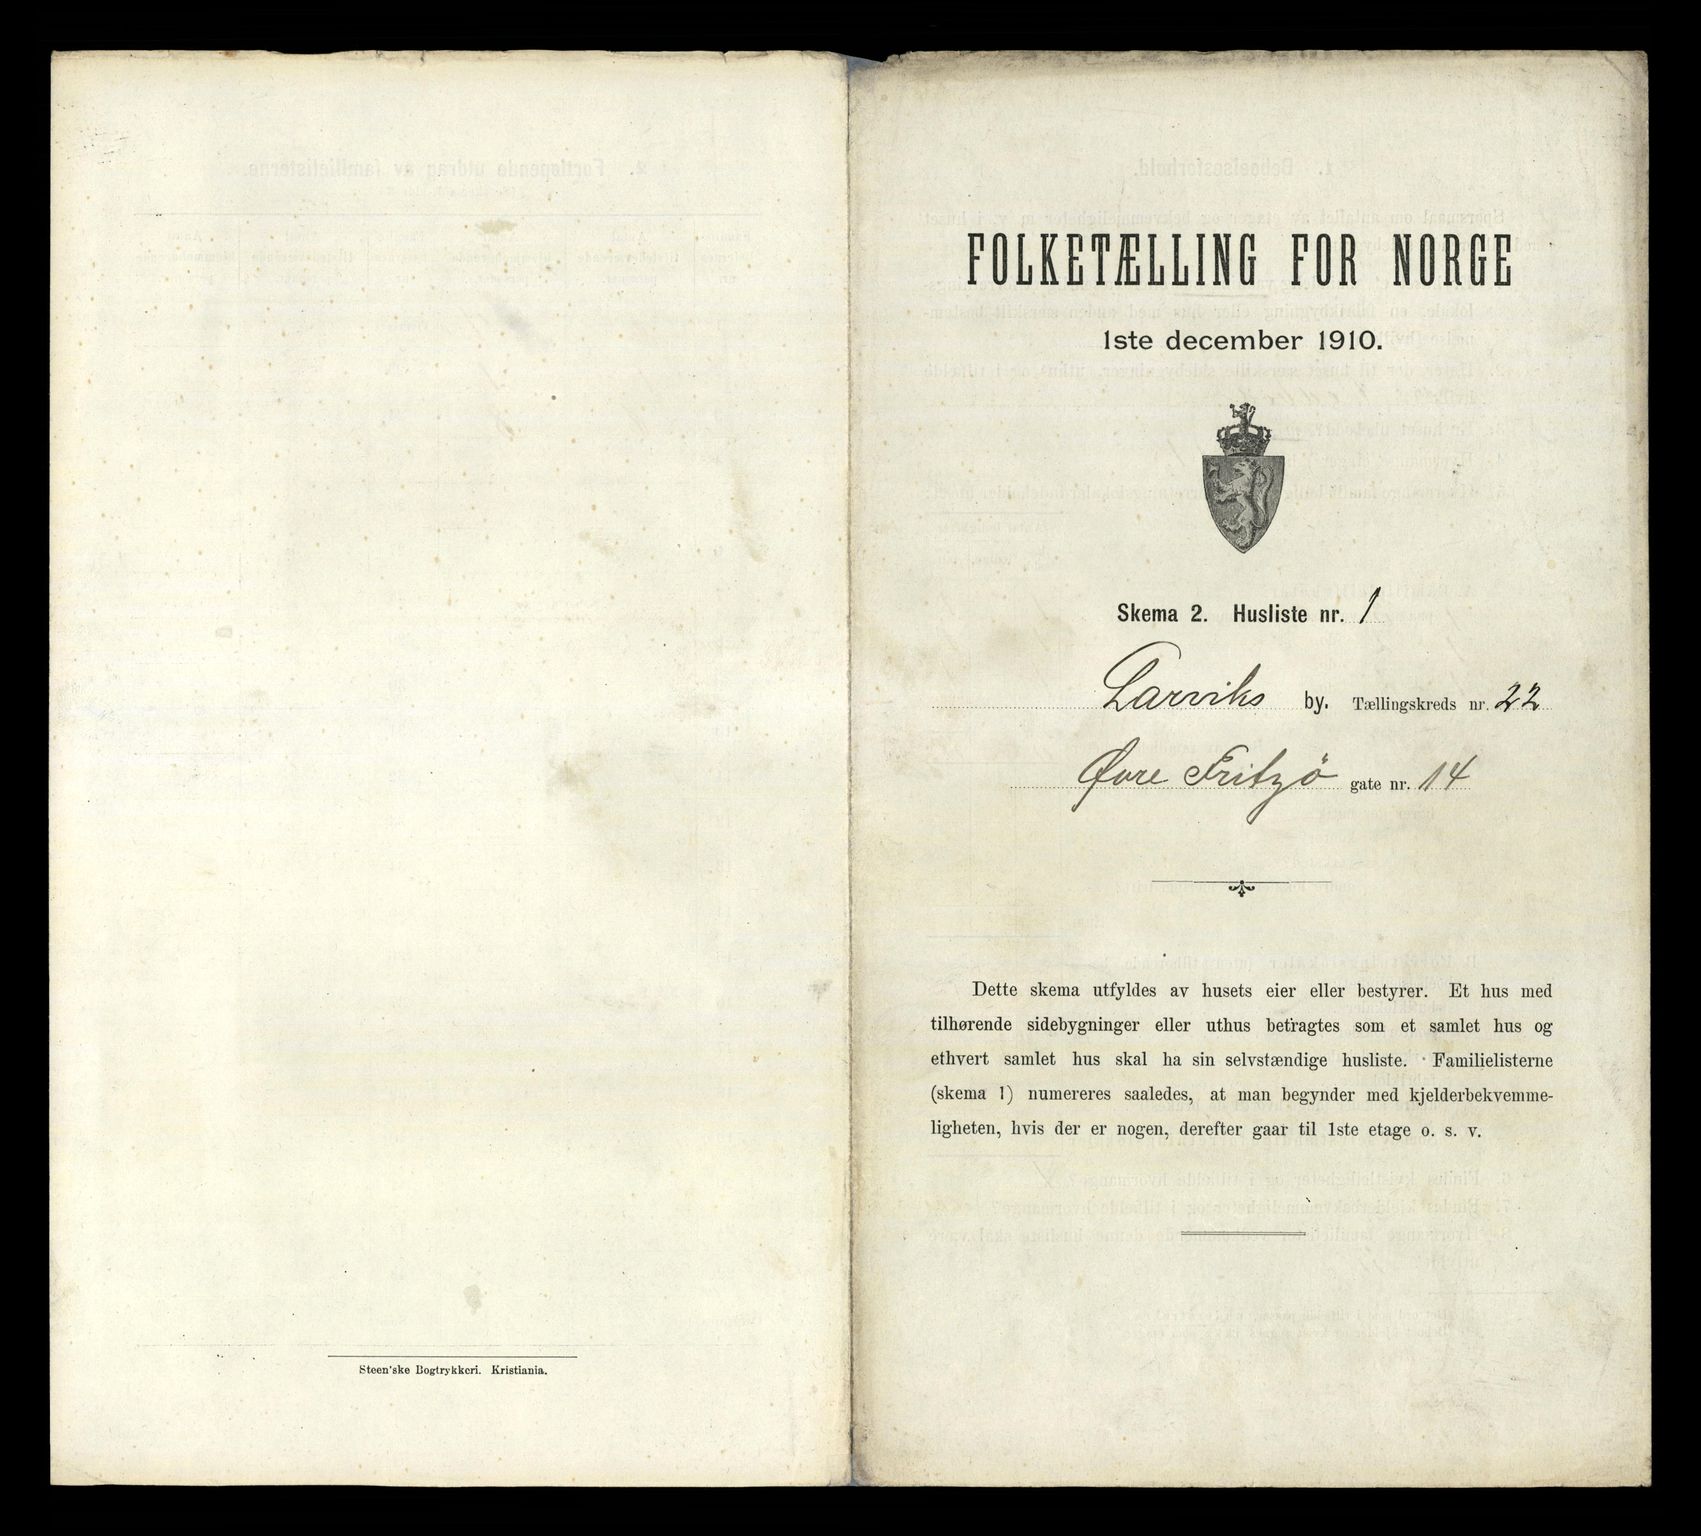 FOLKETÆLLING FOR NORGE
1ste december 1910.
Skema 2. Husliste nr. 1
Larviks by. Tællingskreds nr. 22
Øvre Fritzö gate nr. 14
Dette skema utfyldes av husets eier eller bestyrer. Et hus med
tilhørende sidebygninger eller uthus betragtes som et samlet hus og
ethvert samlet hus skal ha sin selvstændige husliste. Familielisterne
(skema 1) numereres saaledes, at man begynder med kjelderbekvemme-
ligheten, hvis der er nogen, derefter gaar til 1ste etage o. s. v.
Steen'ske Bogtrykkeri. Kristiania.